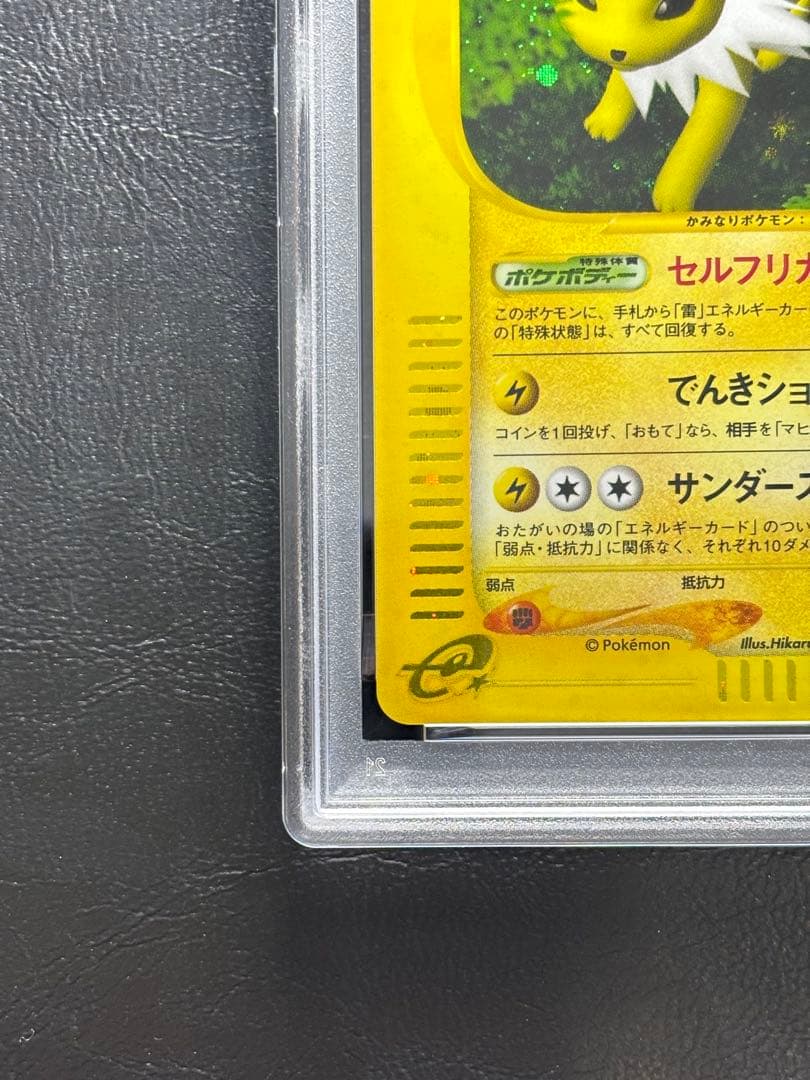 かみなりポケモン：
特殊体質
ポケボディー
セルフリカ
このポケモンに、手札から「雷」エネルギーカー
の「特殊状態」は、すべて回復する。
でんきショ
コインを1回投げ、「おもて」なら、相手を「マヒ
サンダース
おたがいの場の「エネルギーカード」のつい
「弱点・抵抗力」に関係なく、それぞれ10ダメ
弱点
抵抗力
© Pokémon
Illus.Hikaru
e
24